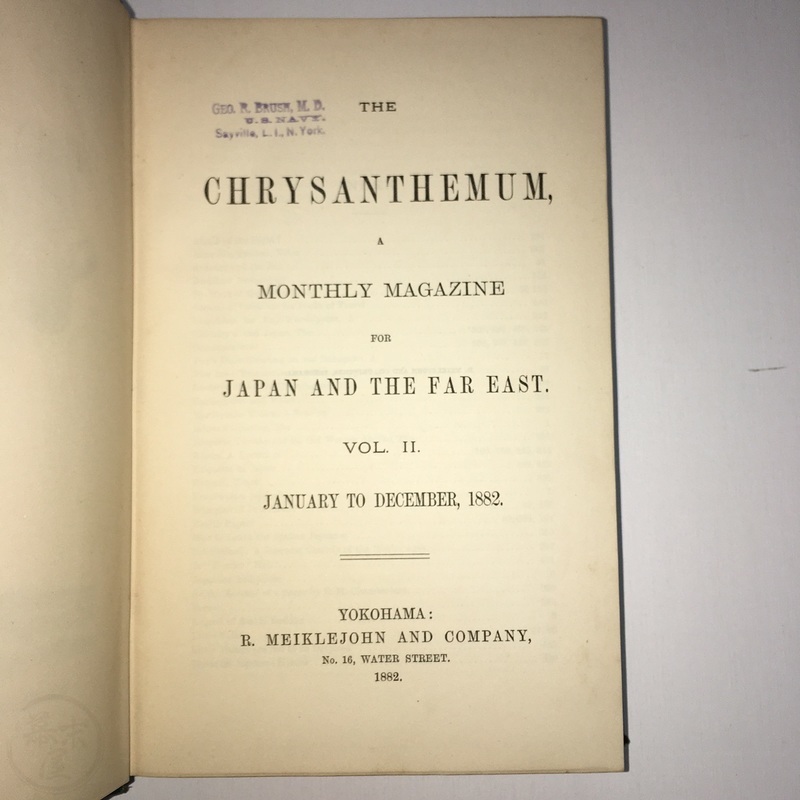 GEO. R. BRUSH, M. D.
U. S. NAVY.
Sayville, L. I., N. York.
THE
CHRYSANTHEMUM,
A
MONTHLY MAGAZINE
FOR
JAPAN AND THE FAR EAST.
VOL. II.
JANUARY TO DECEMBER, 1882.
YOKOHAMA:
R. MEIKLEJOHN AND COMPANY,
No. 16, WATER STREET.
1882.